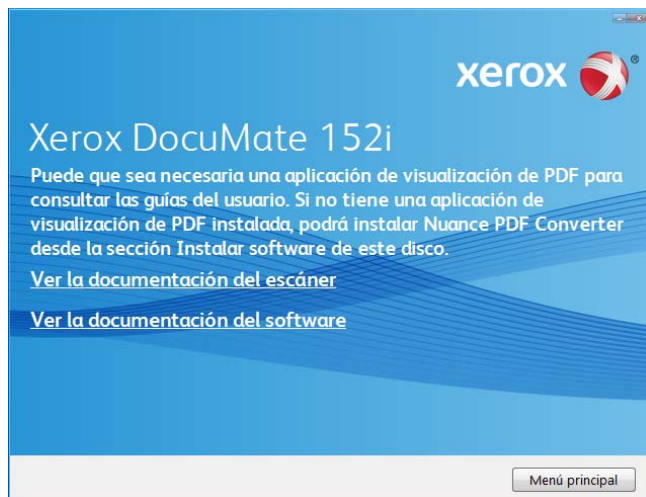 xerox
Xerox DocuMate 152i
Puede que sea necesaria una aplicación de visualización de PDF para
consultar las guías del usuario. Si no tiene una aplicación de
visualización de PDF instalada, podrá instalar Nuance PDF Converter
desde la sección Instalar software de este disco.
Ver la documentación del escáner
Ver la documentación del software
Menú principal